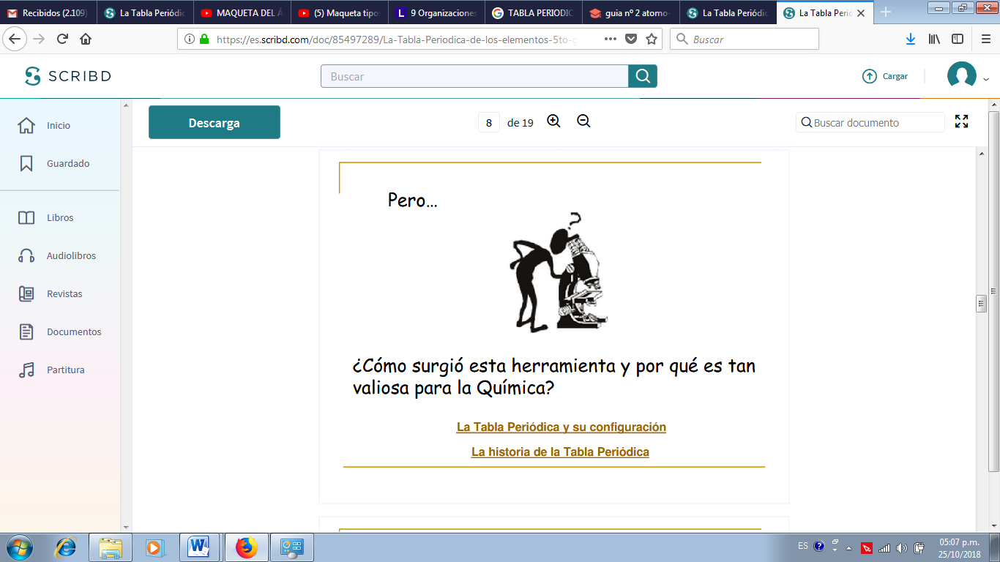 Recibidos (2.109)
La Tabla Periódic
MAQUETA DEL Á
(5) Maqueta tipo
9 Organizaciones
TABLA PERIODIC
guia nº 2 atomo-
La Tabla Periódic
La Tabla Perió
https://es.scribd.com/doc/85497289/La-Tabla-Periodica-de-los-elementos-5to-g
Buscar
SCRIBD
Buscar
Cargar
Inicio
Guardado
Libros
Audiolibros
Revistas
Documentos
Partitura
Descarga
8 de 19
Buscar documento
Pero...
?
¿Cómo surgió esta herramienta y por qué es tan
valiosa para la Química?
La Tabla Periódica y su configuración
La historia de la Tabla Periódica
ES
05:07 p.m.
25/10/2018